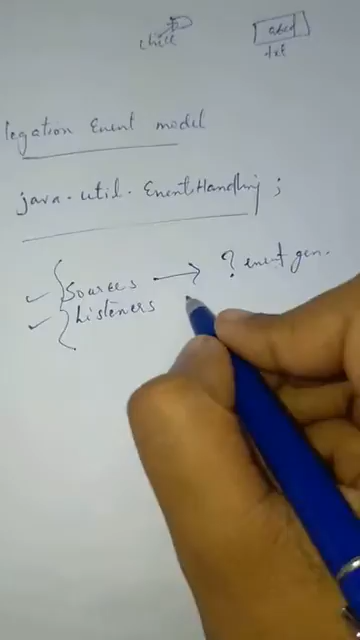 click
abcd
txt
legation Event model
java.util.EventHandling;
Sources → ? event gen.
Listeners